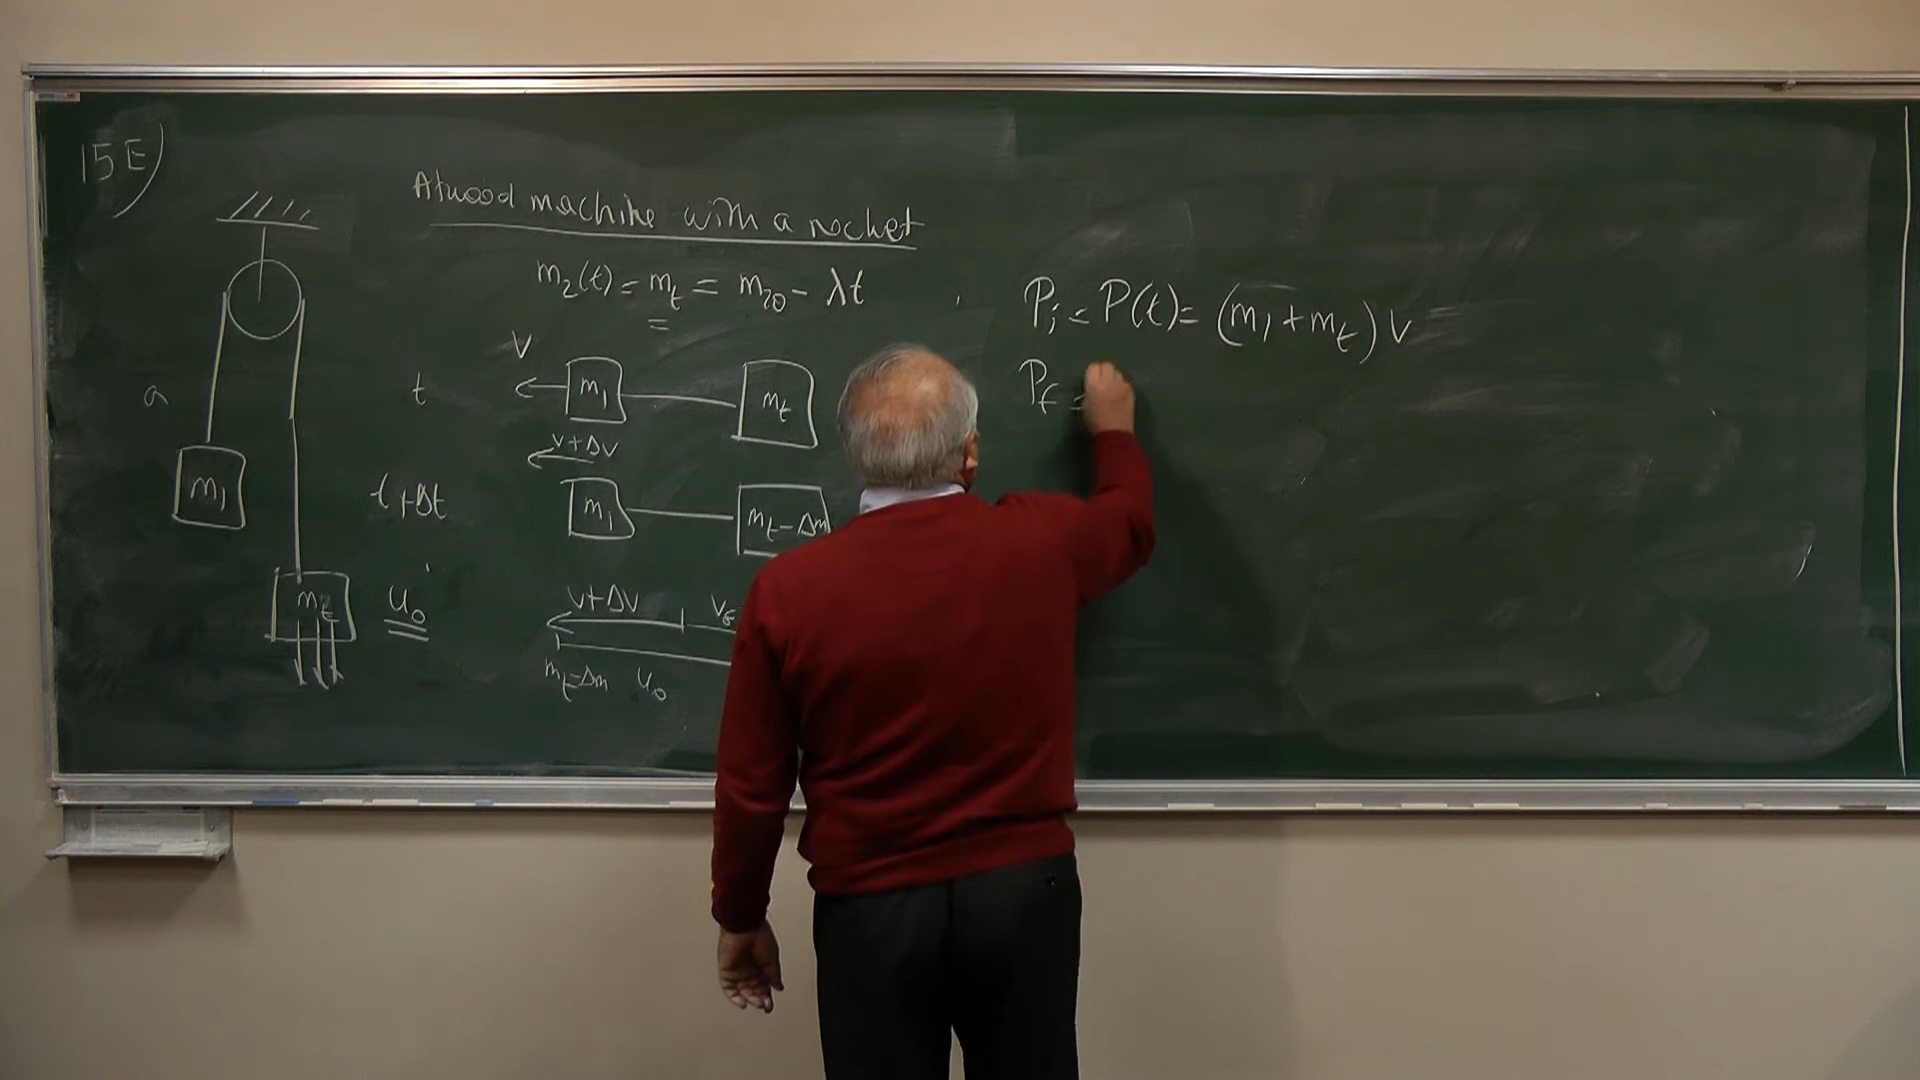 15E)
Atwood machine with a rocket
m₂(t) = m_t = m₂₀ - λt
a
m₁
m_t
u₀
t
V
m₁
m_t
t+Δt
V+ΔV
m₁
m_t - Δm
V+ΔV
m_t-Δm
u₀
P_i = P(t) = (m₁ + m_t) V
P_f =